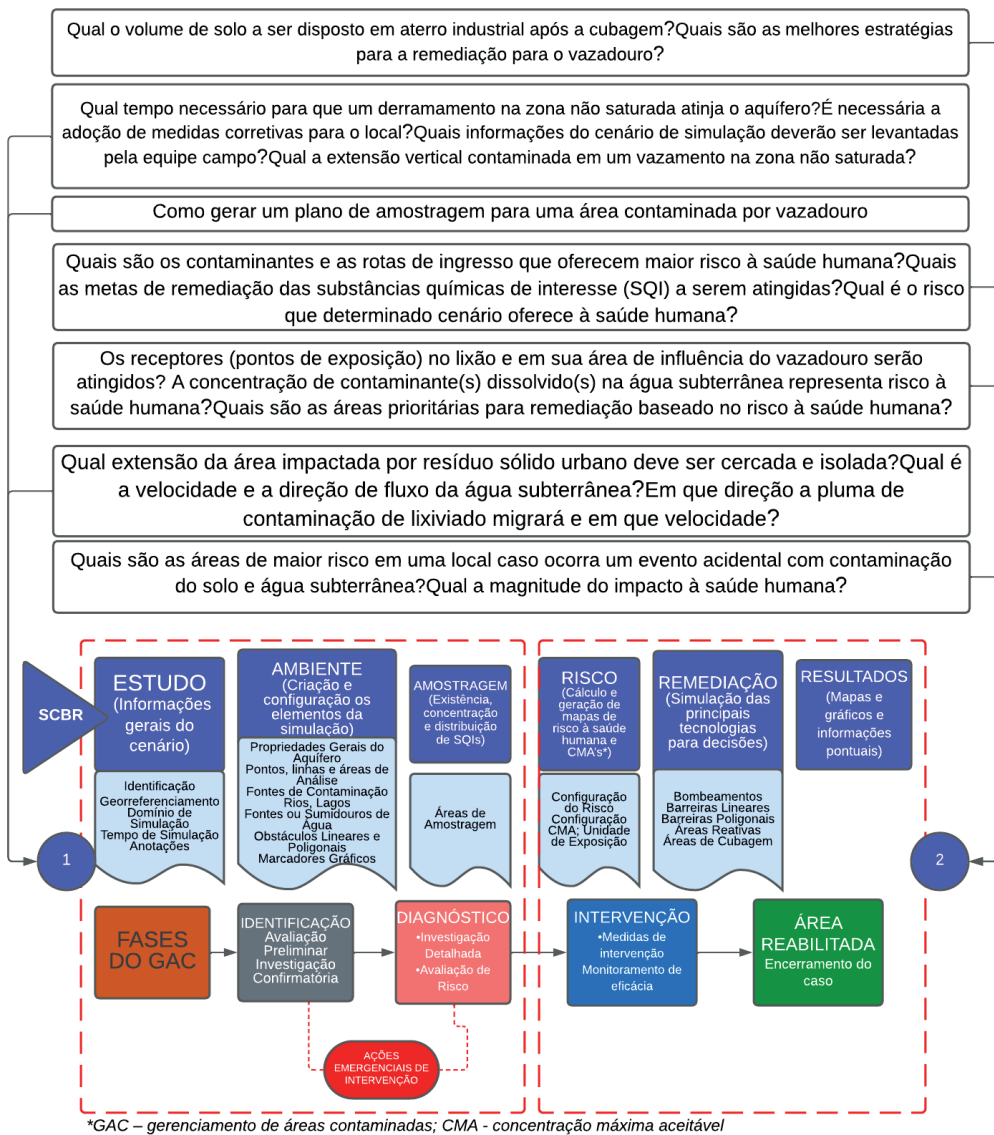 Qual o volume de solo a ser disposto em aterro industrial após a cubagem?Quais são as melhores estratégias
para a remediação para o vazadouro?
Qual tempo necessário para que um derramamento na zona não saturada atinja o aquífero?É necessária a
adoção de medidas corretivas para o local?Quais informações do cenário de simulação deverão ser levantadas
pela equipe campo?Qual a extensão vertical contaminada em um vazamento na zona não saturada?
Como gerar um plano de amostragem para uma área contaminada por vazadouro
Quais são os contaminantes e as rotas de ingresso que oferecem maior risco à saúde humana?Quais
as metas de remediação das substâncias químicas de interesse (SQI) a serem atingidas?Qual é o risco
que determinado cenário oferece à saúde humana?
Os receptores (pontos de exposição) no lixão e em sua área de influência do vazadouro serão
atingidos? A concentração de contaminante(s) dissolvido(s) na água subterrânea representa risco à
saúde humana?Quais são as áreas prioritárias para remediação baseado no risco à saúde humana?
Qual extensão da área impactada por resíduo sólido urbano deve ser cercada e isolada?Qual é
a velocidade e a direção de fluxo da água subterrânea?Em que direção a pluma de
contaminação de lixiviado migrará e em que velocidade?
Quais são as áreas de maior risco em uma local caso ocorra um evento acidental com contaminação
do solo e água subterrânea?Qual a magnitude do impacto à saúde humana?
SCBR
ESTUDO
(Informações
gerais do
cenário)
Identificação
Georreferenciamento
Domínio de
Simulação
Tempo de Simulação
Anotações
AMBIENTE
(Criação e
configuração os
elementos da
simulação)
Propriedades Gerais do
Aquífero
Pontos, linhas e áreas de
Análise
Fontes de Contaminação
Rios, Lagos
Fontes ou Sumidouros de
Água
Obstáculos Lineares e
Poligonais
Marcadores Gráficos
AMOSTRAGEM
(Existência,
concentração
e distribuição
de SQIs)
Áreas de
Amostragem
RISCO
(Cálculo e
geração de
mapas de
risco à saúde
humana e
CMA's*)
Configuração
do Risco
Configuração
CMA; Unidade
de Exposição
REMEDIAÇÃO
(Simulação das
principais
tecnologias
para decisões)
Bombeamentos
Barreiras Lineares
Barreiras Poligonais
Áreas Reativas
Áreas de Cubagem
RESULTADOS
(Mapas e
gráficos e
informações
pontuais)
1
2
FASES
DO GAC
IDENTIFICAÇÃO
Avaliação
Preliminar
Investigação
Confirmatória
DIAGNÓSTICO
•Investigação
Detalhada
•Avaliação de
Risco
INTERVENÇÃO
•Medidas de
intervenção
Monitoramento de
eficácia
ÁREA
REABILITADA
Encerramento do
caso
AÇÕES
EMERGENCIAIS DE
INTERVENÇÃO
*GAC – gerenciamento de áreas contaminadas; CMA - concentração máxima aceitável